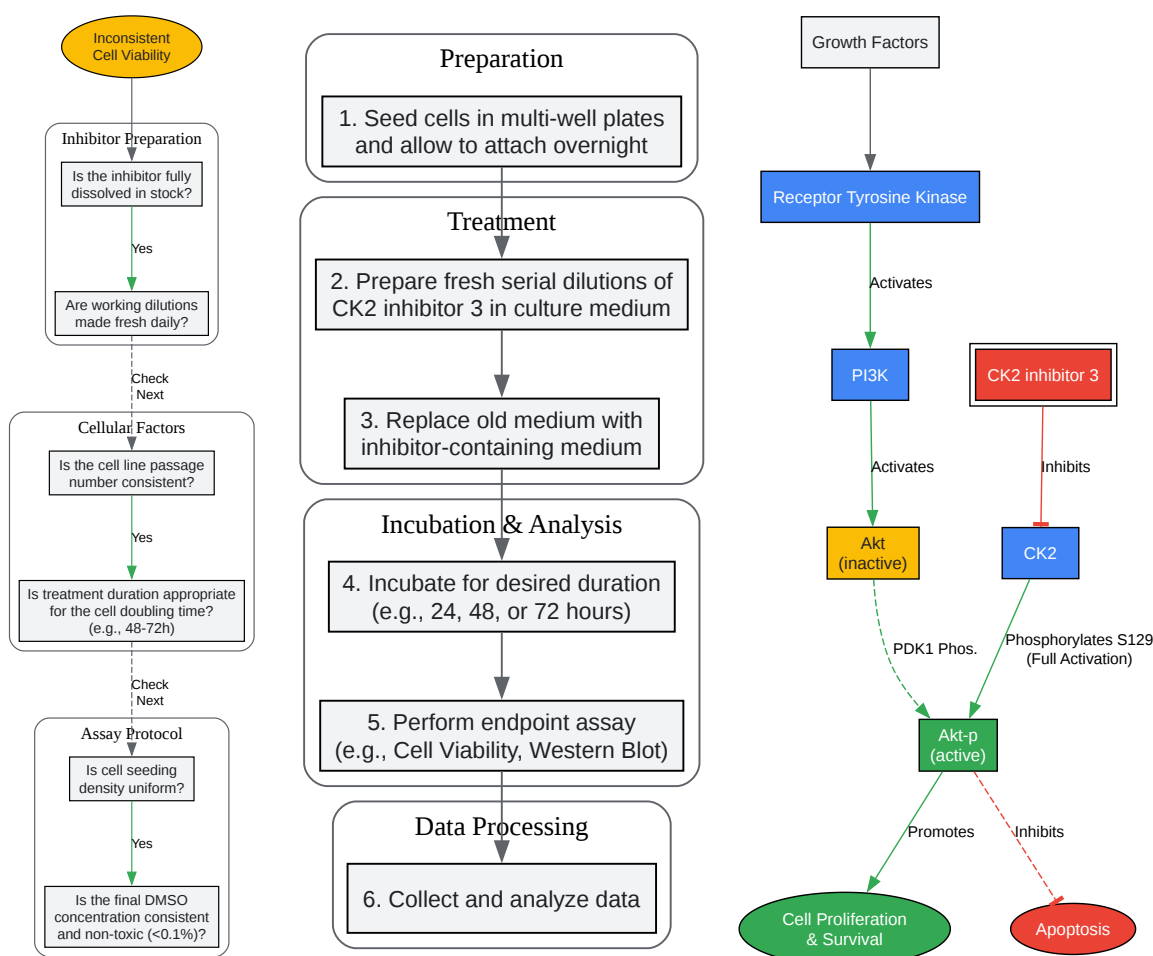 Inconsistent
Cell Viability
Inhibitor Preparation
Is the inhibitor fully
dissolved in stock?
Yes
Are working dilutions
made fresh daily?
Check
Next
Cellular Factors
Is the cell line passage
number consistent?
Yes
Is treatment duration appropriate
for the cell doubling time?
(e.g., 48-72h)
Check
Next
Assay Protocol
Is cell seeding
density uniform?
Yes
Is the final DMSO
concentration consistent
and non-toxic (<0.1%)?
Preparation
1. Seed cells in multi-well plates
and allow to attach overnight
Treatment
2. Prepare fresh serial dilutions of
CK2 inhibitor 3 in culture medium
3. Replace old medium with
inhibitor-containing medium
Incubation & Analysis
4. Incubate for desired duration
(e.g., 24, 48, or 72 hours)
5. Perform endpoint assay
(e.g., Cell Viability, Western Blot)
Data Processing
6. Collect and analyze data
Growth Factors
Receptor Tyrosine Kinase
Activates
PI3K
CK2 inhibitor 3
Activates
Inhibits
Akt
(inactive)
CK2
PDK1 Phos.
Phosphorylates S129
(Full Activation)
Akt-p
(active)
Promotes
Inhibits
Cell Proliferation
& Survival
Apoptosis